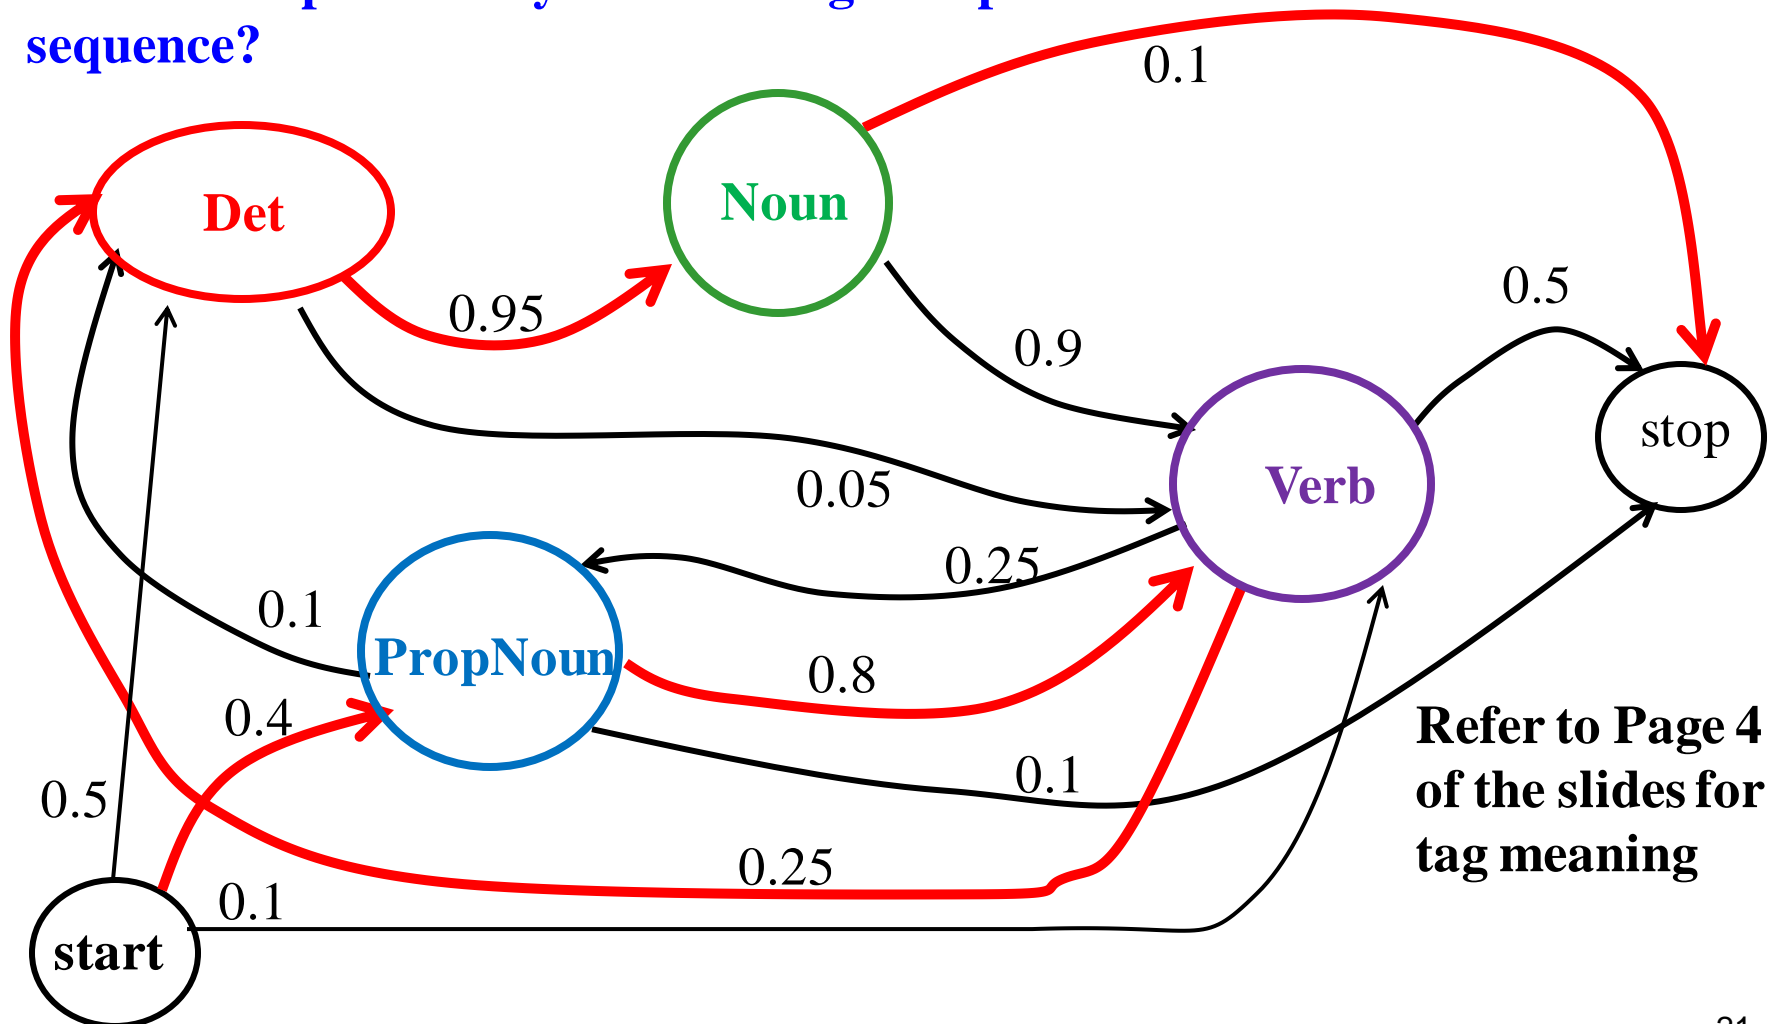 sequence?
0.1
Det
Noun
0.95
0.9
0.5
stop
0.05
Verb
0.25
0.1
PropNoun
0.8
0.4
0.1
Refer to Page 4
of the slides for
tag meaning
0.5
0.25
0.1
start